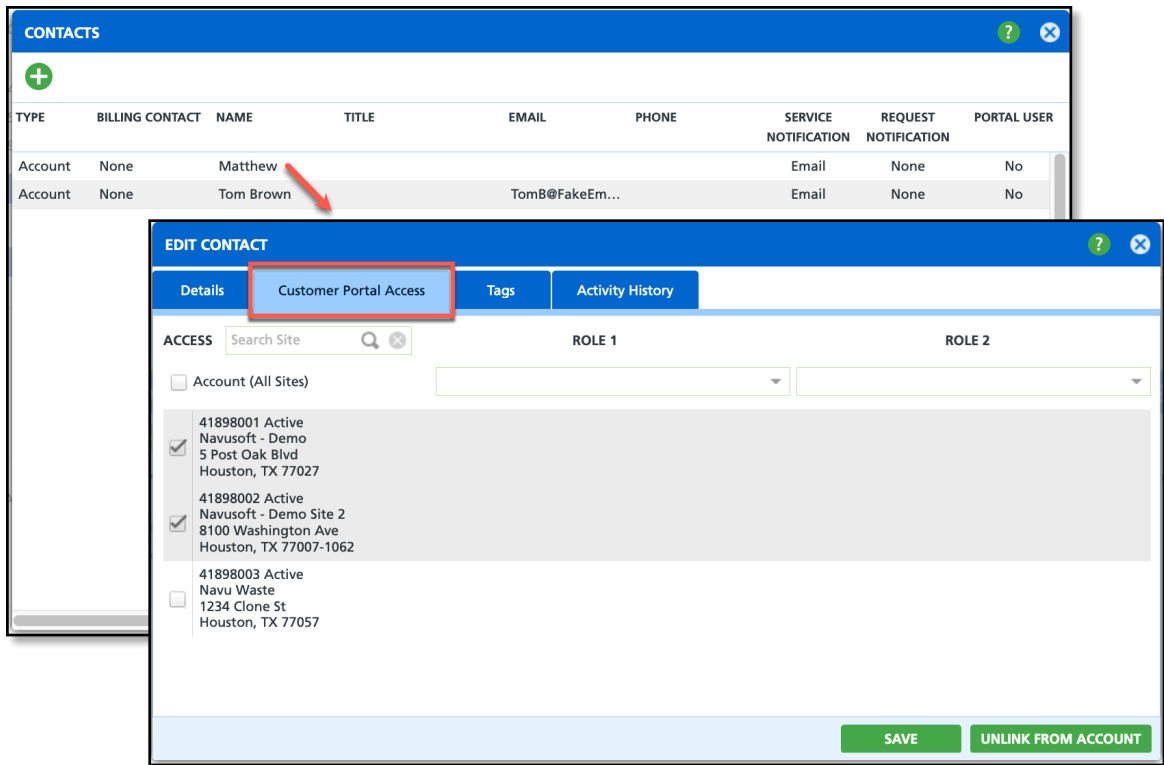 CONTACTS
?
TYPE BILLING CONTACT NAME TITLE EMAIL PHONE SERVICE NOTIFICATION REQUEST NOTIFICATION PORTAL USER
Account None Matthew Email None No
Account None Tom Brown TomB@FakeEm... Email None No
EDIT CONTACT
?
Details Customer Portal Access Tags Activity History
ACCESS Search Site ROLE 1 ROLE 2
Account (All Sites)
41898001 Active
Navusoft - Demo
5 Post Oak Blvd
Houston, TX 77027
41898002 Active
Navusoft - Demo Site 2
8100 Washington Ave
Houston, TX 77007-1062
41898003 Active
Navu Waste
1234 Clone St
Houston, TX 77057
SAVE UNLINK FROM ACCOUNT